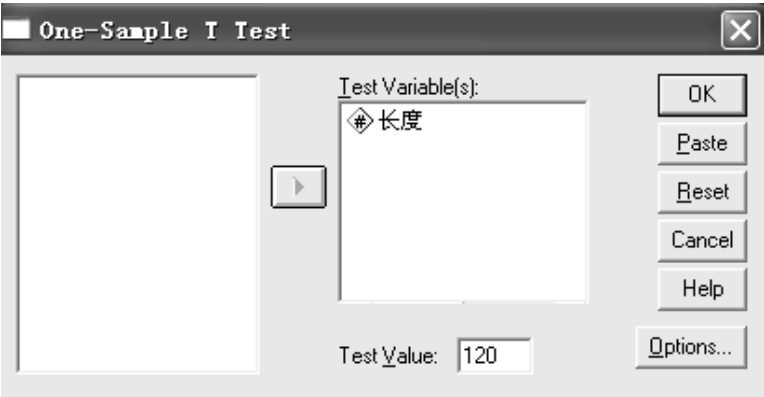 One-Sample T Test
Test Variable(s):
长度
OK
Paste
Reset
Cancel
Help
Test Value: 120
Options...